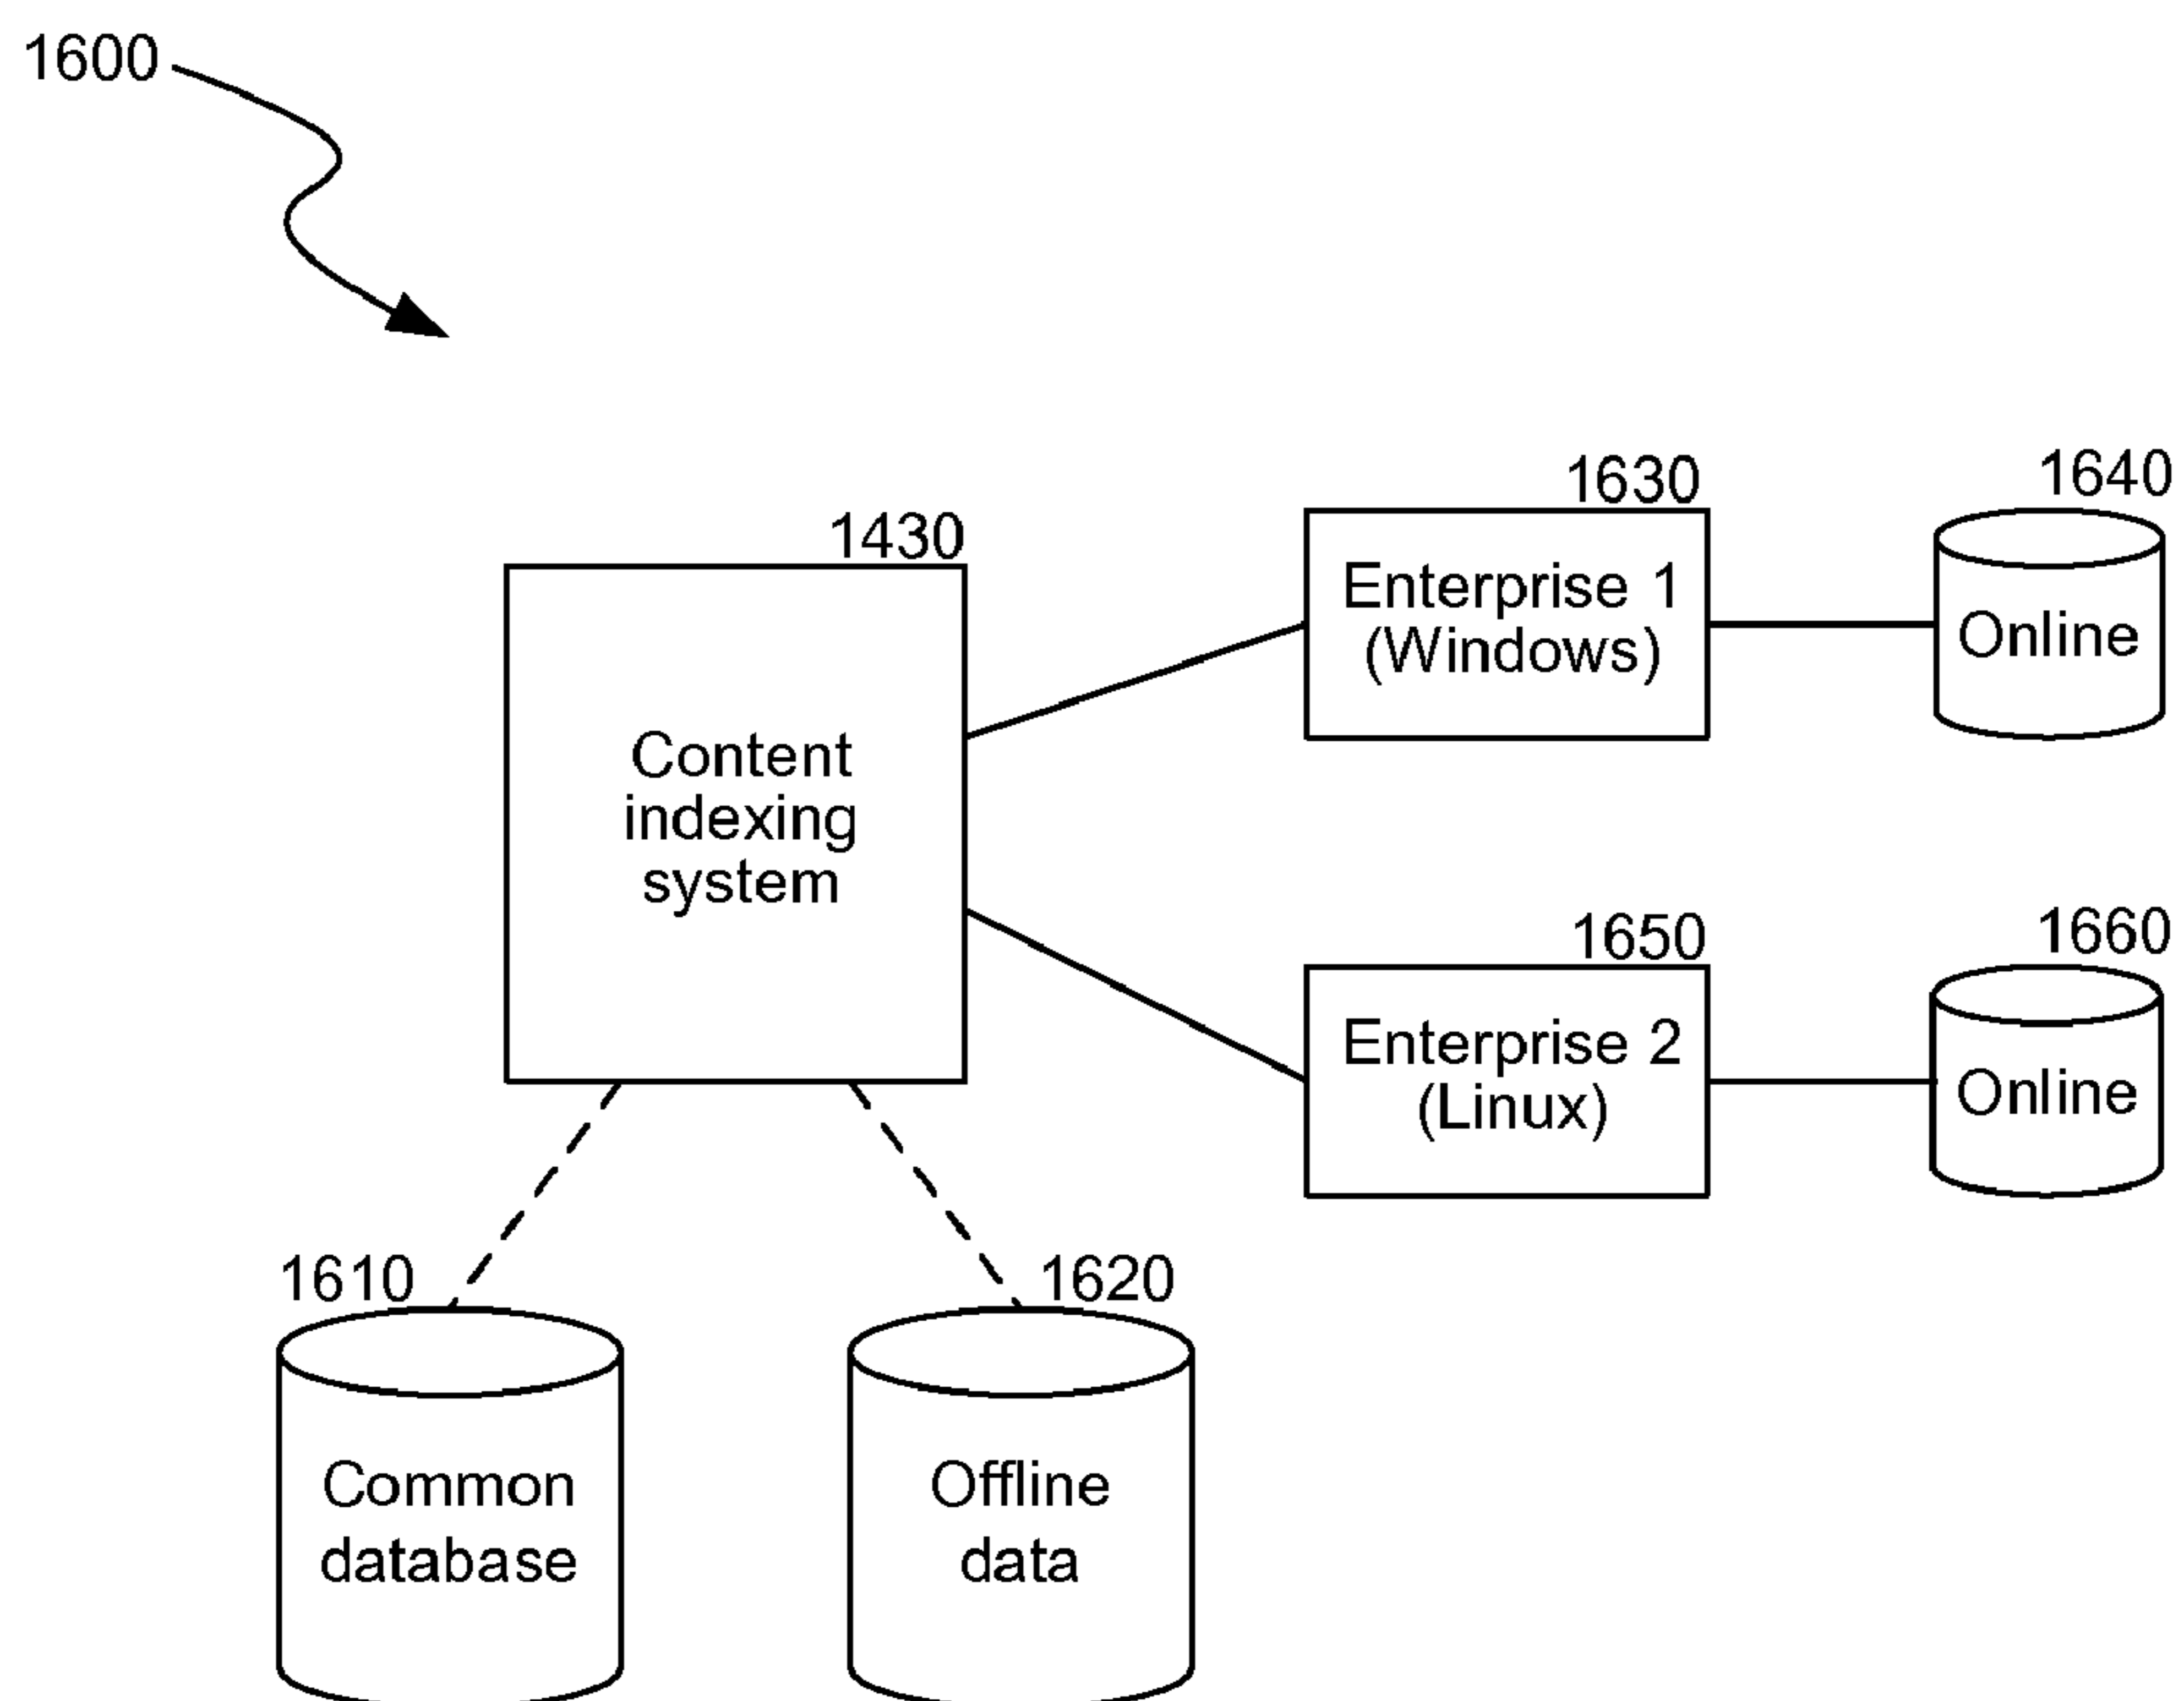 1600
1630
1640
1430
Enterprise 1
(Windows)
Online
Content
indexing
system
1650
1660
Enterprise 2
(Linux)
Online
1610
1620
Common
database
Offline
data